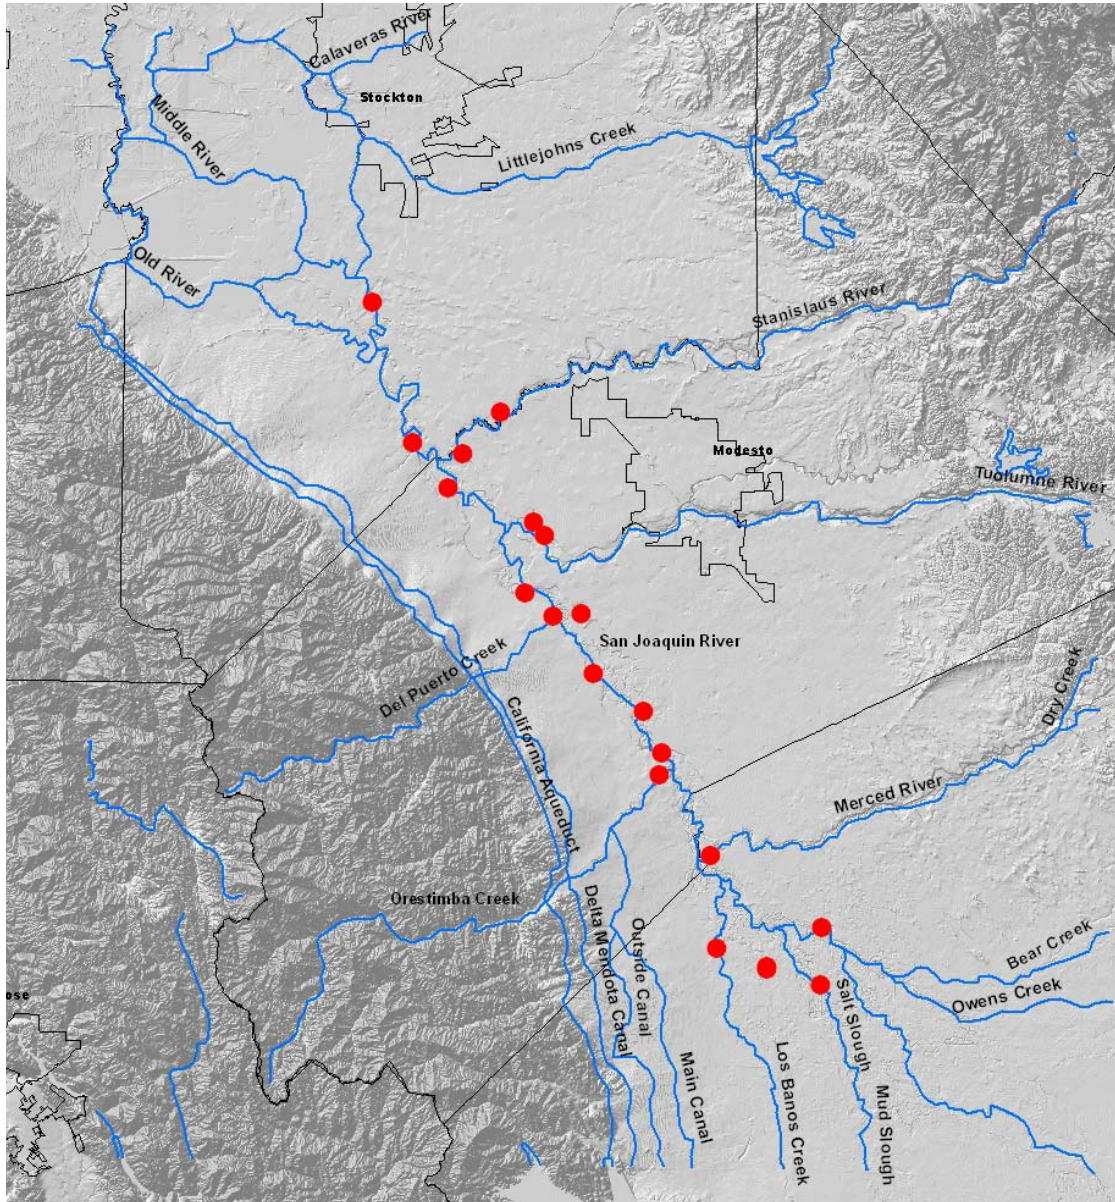 Calaveras River
Stockton
Middle River
Littlejohns Creek
Old River
Stanislaus River
Modesto
Tuolumne River
San Joaquin River
Del Puerto Creek
Dry Creek
California Aqueduct
Merced River
Orestimba Creek
Delta Mendota Canal
Outside Canal
Bear Creek
Owens Creek
Salt Slough
ose
Main Canal
Los Banos Creek
Mud Slough